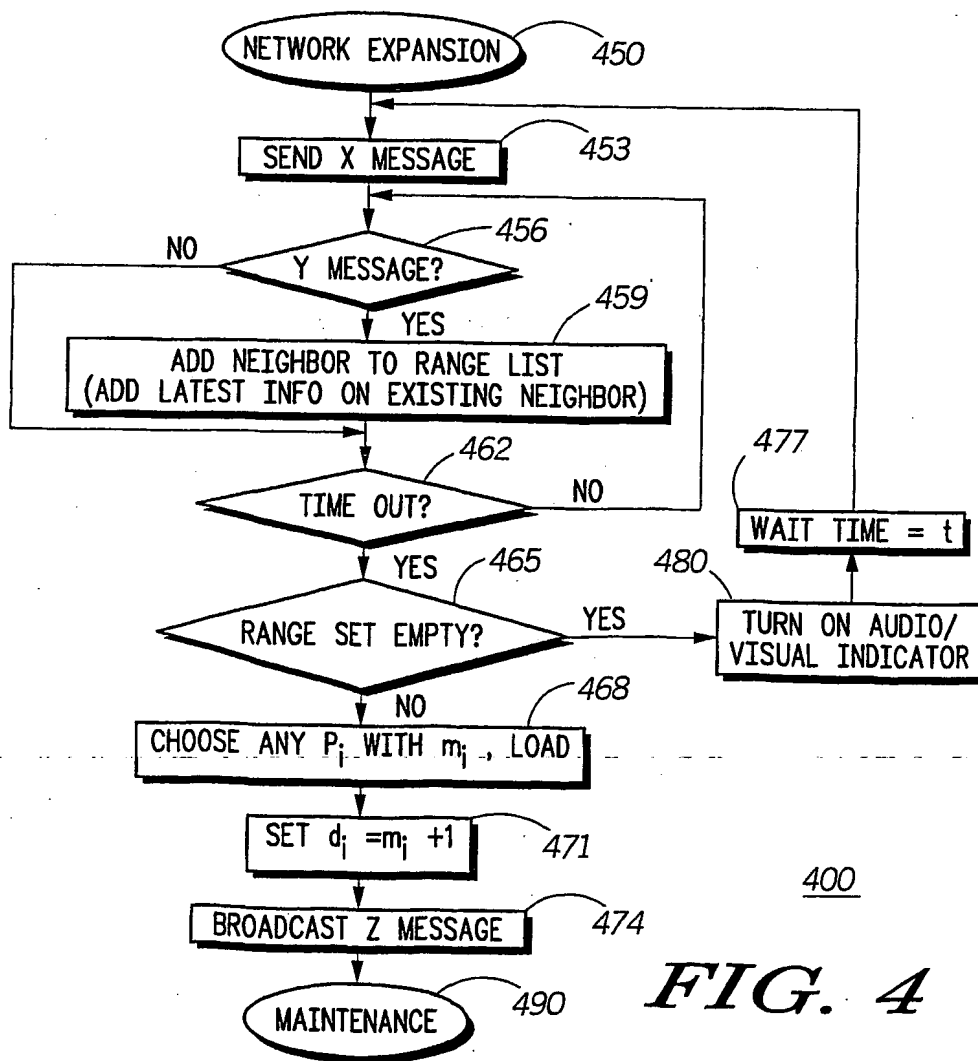 NETWORK EXPANSION
450
SEND X MESSAGE
453
Y MESSAGE?
456
NO
YES
459
ADD NEIGHBOR TO RANGE LIST
(ADD LATEST INFO ON EXISTING NEIGHBOR)
462
TIME OUT?
NO
477
WAIT TIME = t
YES
465
RANGE SET EMPTY?
YES
480
TURN ON AUDIO/
VISUAL INDICATOR
NO
468
CHOOSE ANY Pj WITH mj , LOAD
SET di =mj +1
471
400
BROADCAST Z MESSAGE
474
MAINTENANCE
490
FIG. 4